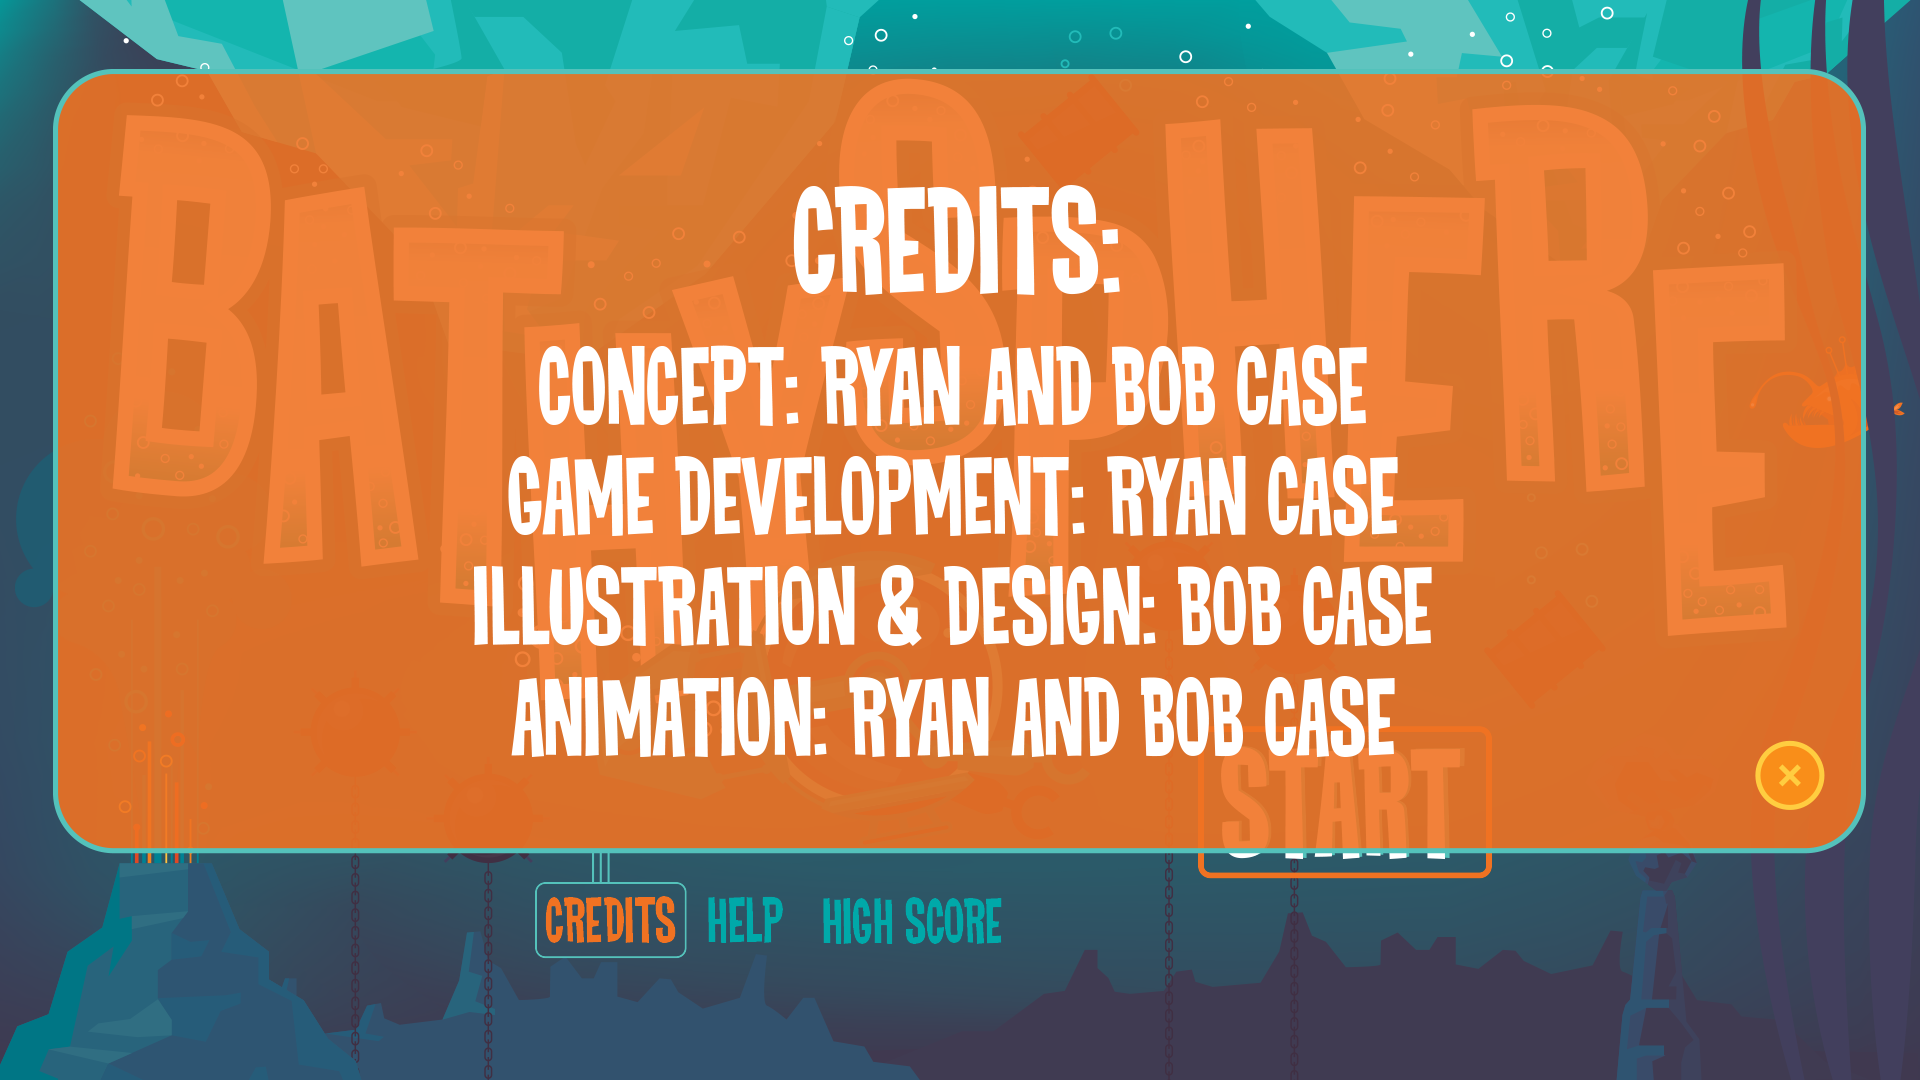 BATHYSPHERE
CREDITS:
CONCEPT: RYAN AND BOB CASE
GAME DEVELOPMENT: RYAN CASE
ILLUSTRATION & DESIGN: BOB CASE
ANIMATION: RYAN AND BOB CASE
START
CREDITS HELP HIGH SCORE